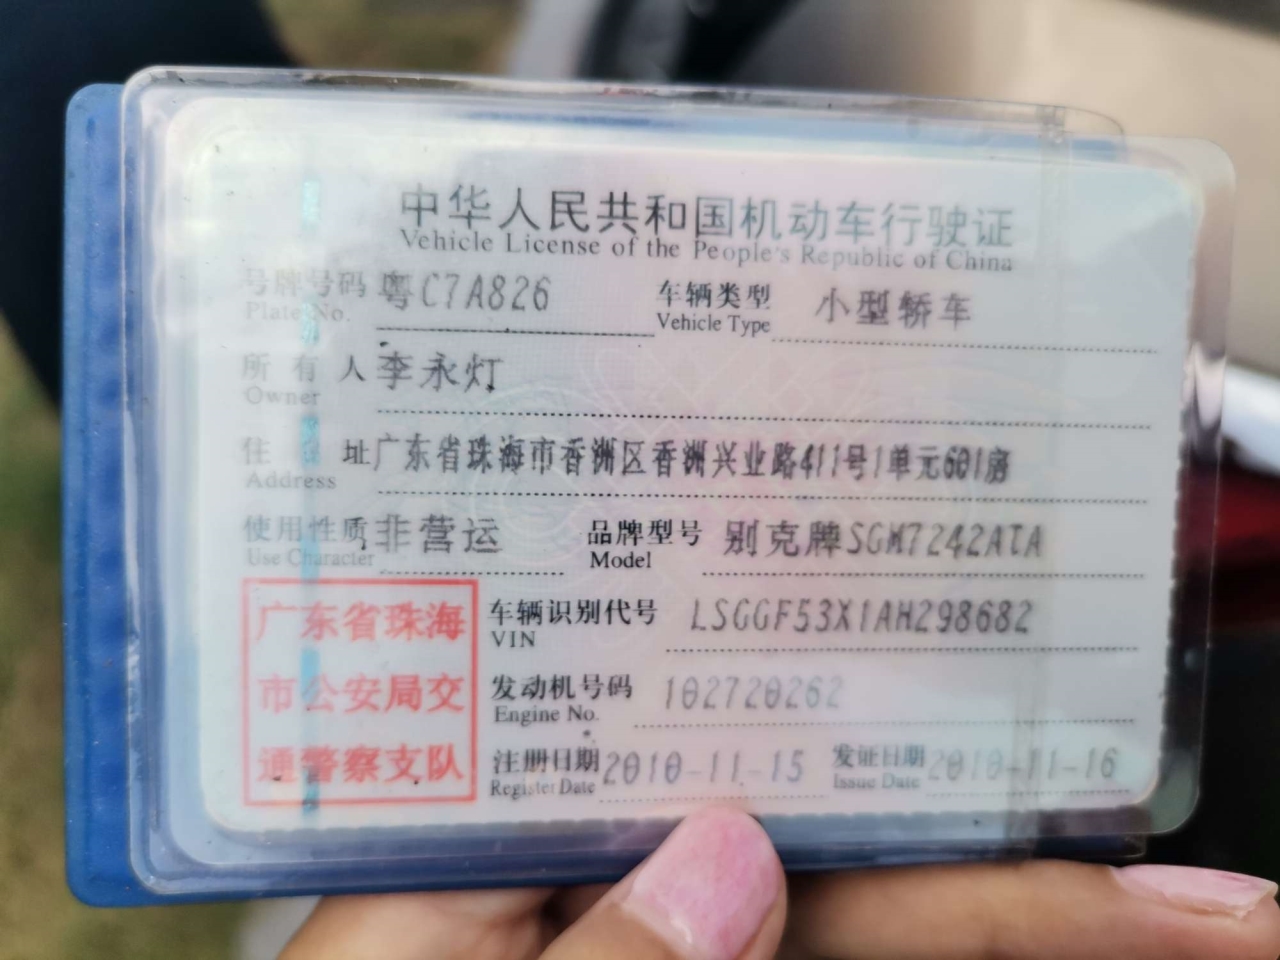 中华人民共和国机动车行驶证
Vehicle License of the People's Republic of China
号牌号码 粤C7A826 车辆类型 小型轿车
Plate No. Vehicle Type
所有人 李永灯
Owner
住址 广东省珠海市香洲区香洲兴业路411号1单元601房
Address
使用性质 非营运 品牌型号 别克牌SGM7242ATA
Use Character Model
广东省珠海 车辆识别代号 LSGGF53X1AH298682
VIN
市公安局交 发动机号码 102720262
Engine No.
通警察支队 注册日期 2010-11-15 发证日期 2010-11-16
Register Date Issue Date